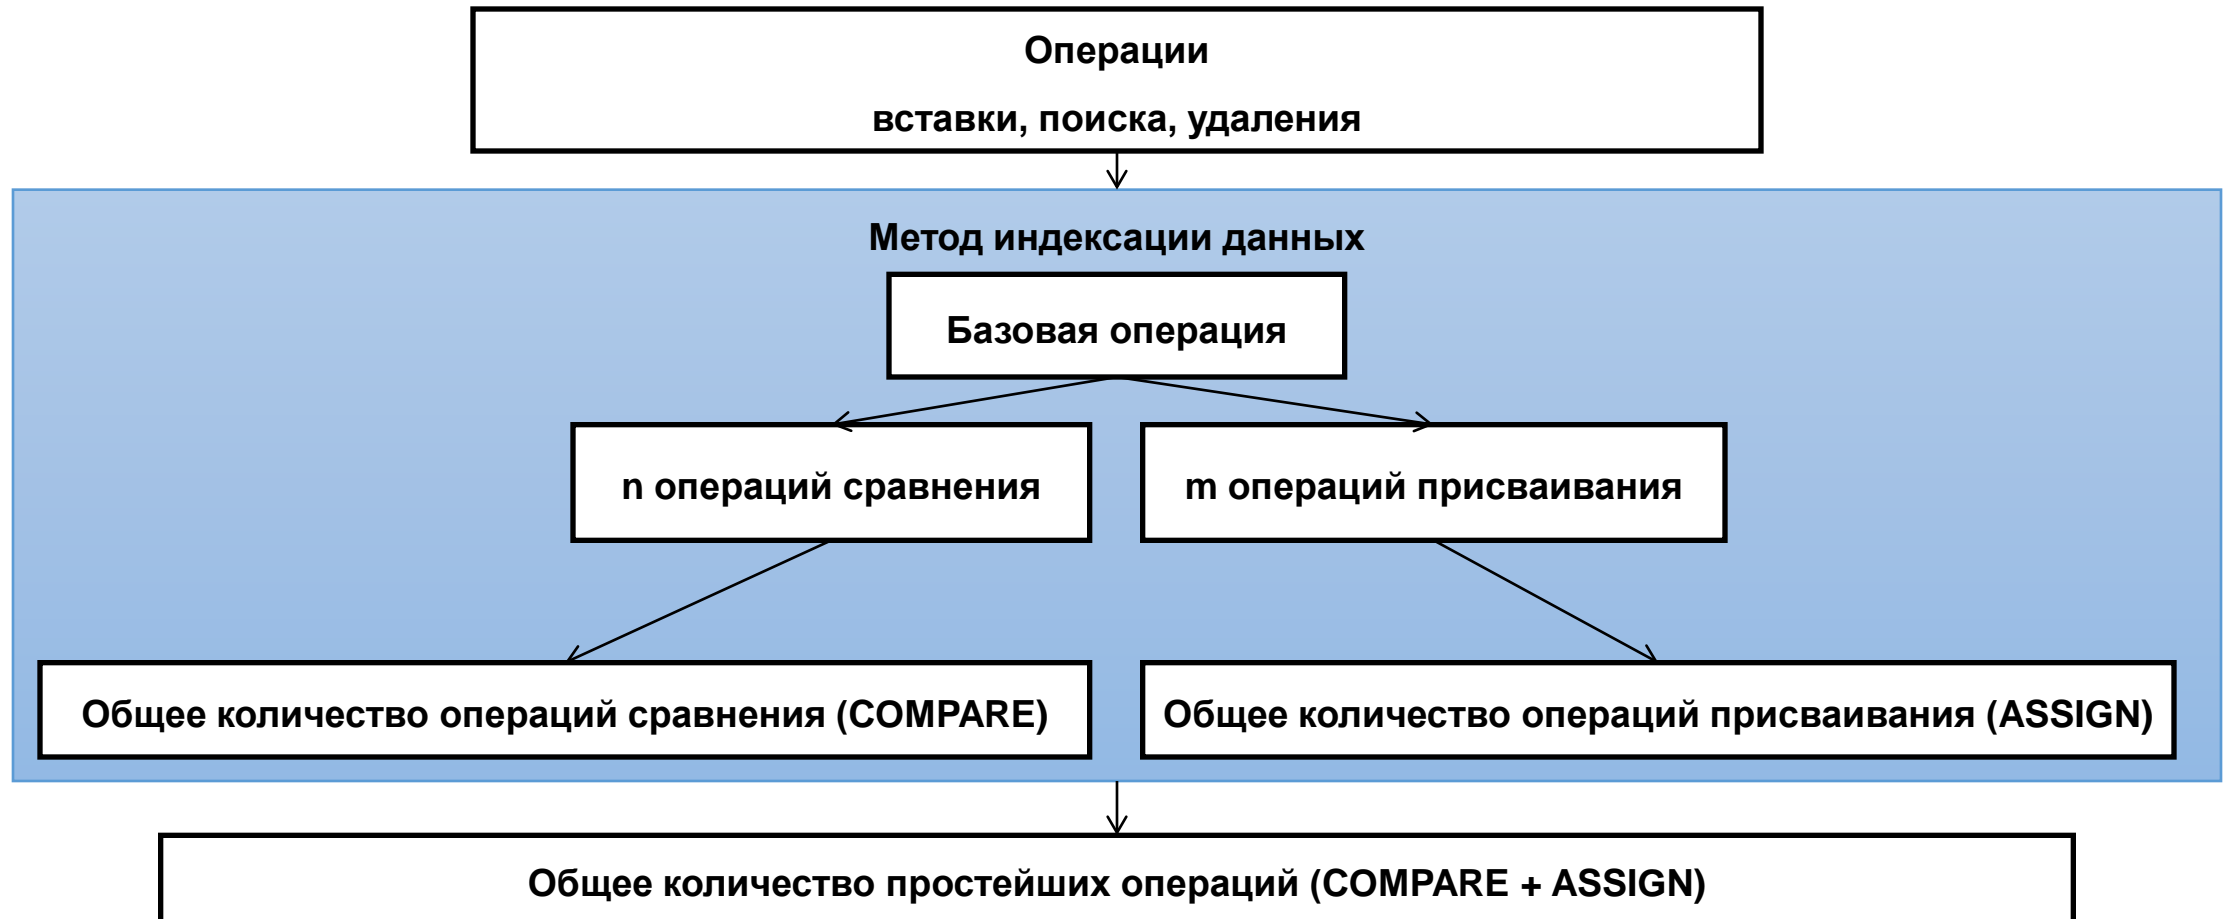 Операции
вставки, поиска, удаления
Метод индексации данных
Базовая операция
n операций сравнения
m операций присваивания
Общее количество операций сравнения (COMPARE)
Общее количество операций присваивания (ASSIGN)
Общее количество простейших операций (COMPARE + ASSIGN)